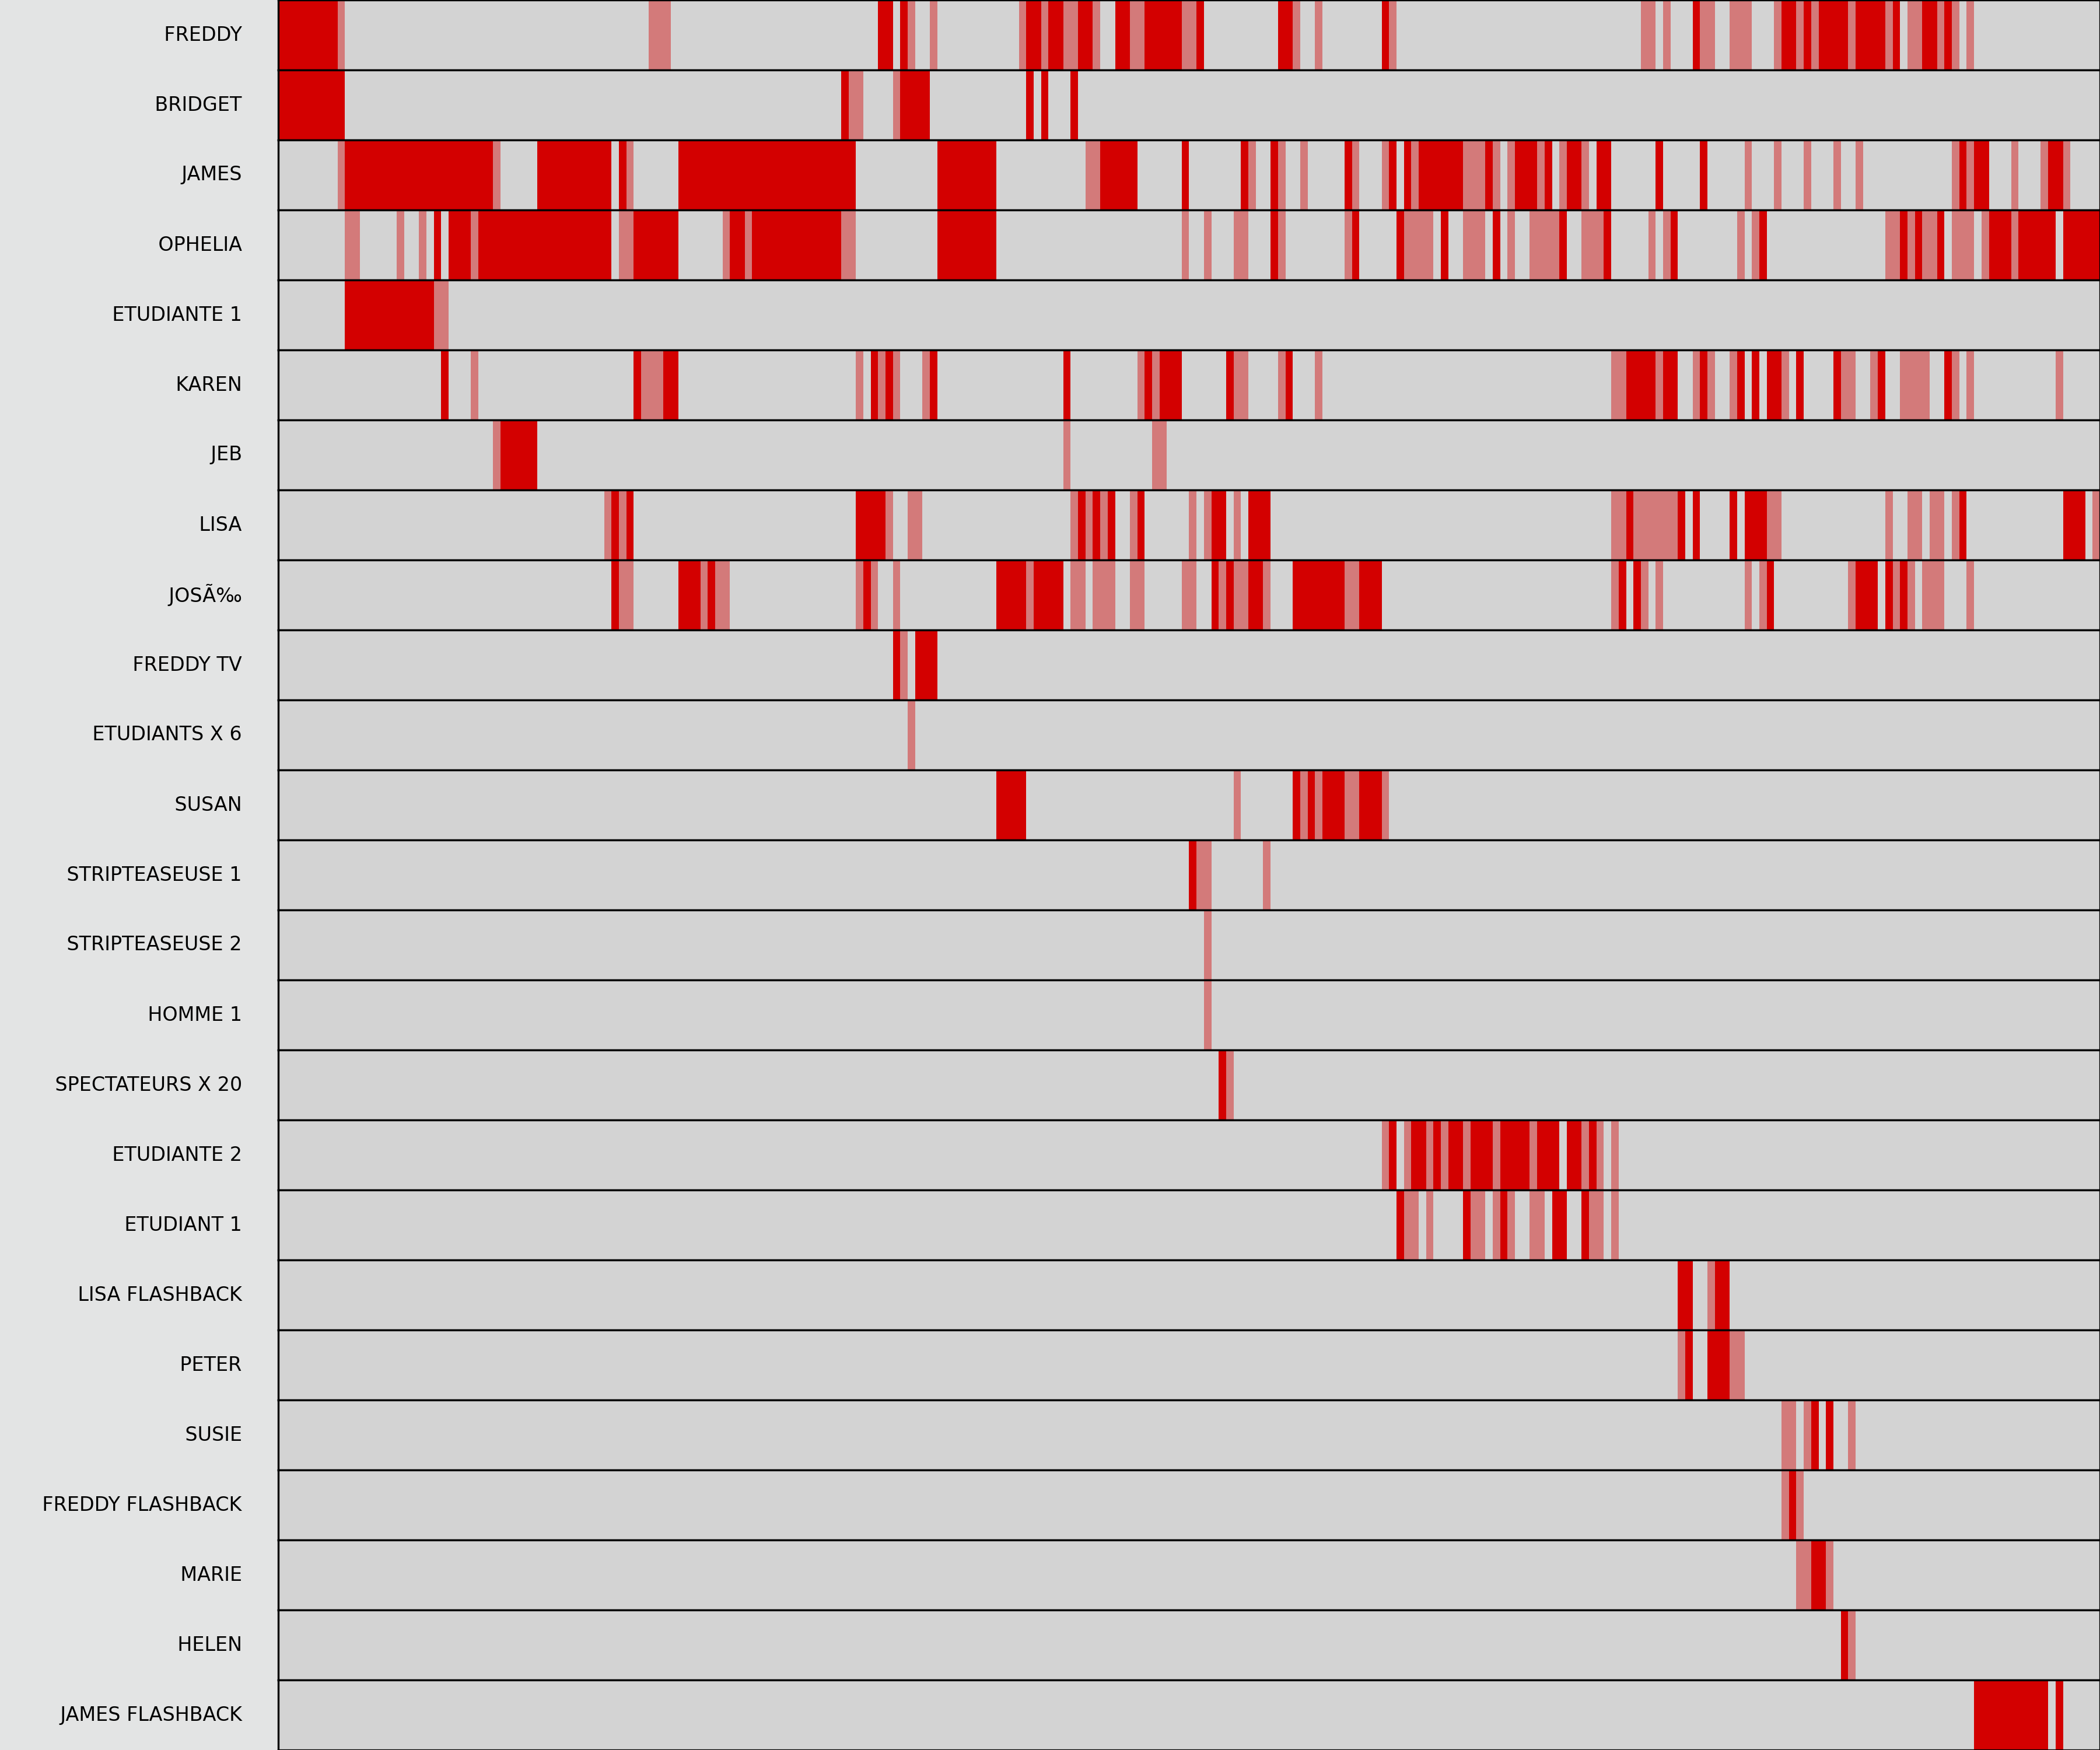 FREDDY
BRIDGET
JAMES
OPHELIA
ETUDIANTE 1
KAREN
JEB
LISA
JOSÃ‰
FREDDY TV
ETUDIANTS X 6
SUSAN
STRIPTEASEUSE 1
STRIPTEASEUSE 2
HOMME 1
SPECTATEURS X 20
ETUDIANTE 2
ETUDIANT 1
LISA FLASHBACK
PETER
SUSIE
FREDDY FLASHBACK
MARIE
HELEN
JAMES FLASHBACK